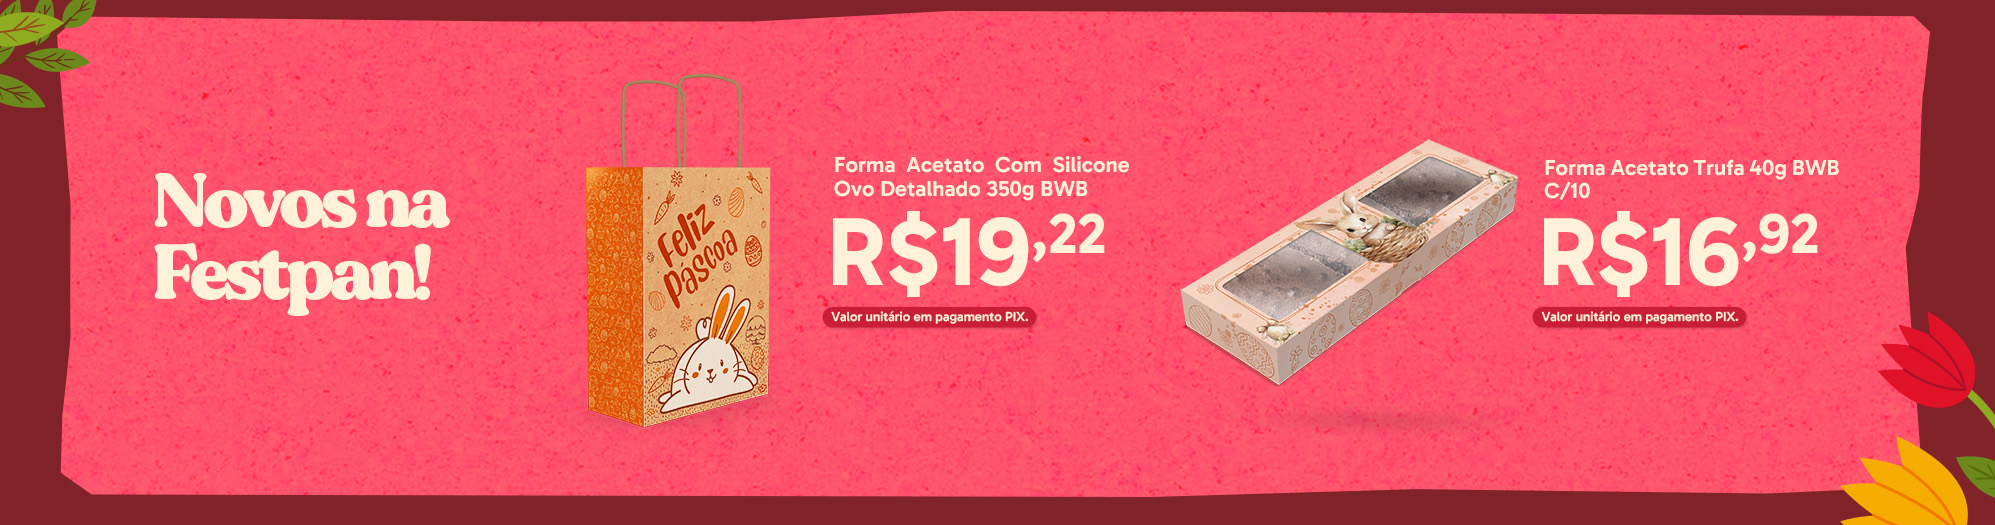 Novos na
Festpan!
Feliz
páscoa
Forma Acetato Com Silicone
Ovo Detalhado 350g BWB
R$19,22
Valor unitário em pagamento PIX.
Forma Acetato Trufa 40g BWB
C/10
R$16,92
Valor unitário em pagamento PIX.